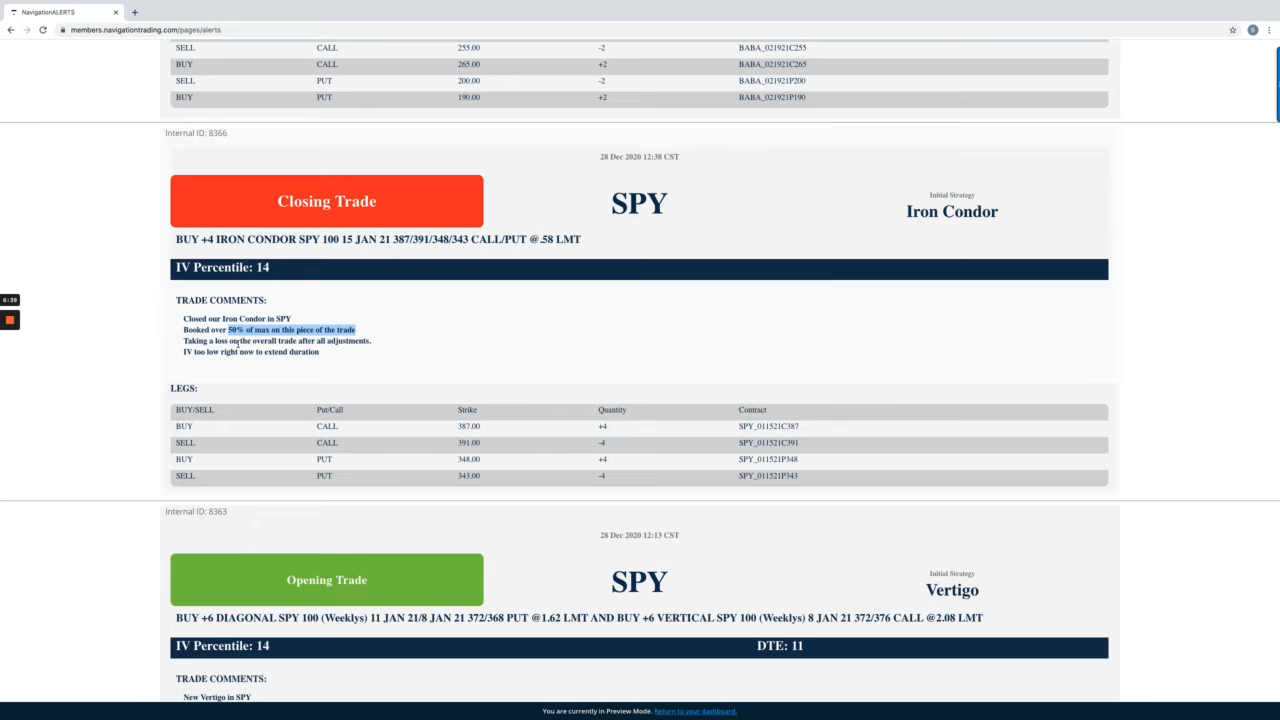 NavigationALERTS
members.navigationtrading.com/pages/alerts
SELL CALL 255.00 -2 BABA_021921C255
BUY CALL 265.00 +2 BABA_021921C265
SELL PUT 200.00 -2 BABA_021921P200
BUY PUT 190.00 +2 BABA_021921P190
Internal ID: 8366
28 Dec 2020 12:38 CST
Closing Trade
SPY
Initial Strategy
Iron Condor
BUY +4 IRON CONDOR SPY 100 15 JAN 21 387/391/348/343 CALL/PUT @.58 LMT
IV Percentile: 14
6:39
TRADE COMMENTS:
Closed our Iron Condor in SPY
Booked over 50% of max on this piece of the trade
Taking a loss on the overall trade after all adjustments.
IV too low right now to extend duration
LEGS:
BUY/SELL Put/Call Strike Quantity Contract
BUY CALL 387.00 +4 SPY_011521C387
SELL CALL 391.00 -4 SPY_011521C391
BUY PUT 348.00 +4 SPY_011521P348
SELL PUT 343.00 -4 SPY_011521P343
Internal ID: 8363
28 Dec 2020 12:13 CST
Opening Trade
SPY
Initial Strategy
Vertigo
BUY +6 DIAGONAL SPY 100 (Weeklys) 11 JAN 21/8 JAN 21 372/368 PUT @1.62 LMT AND BUY +6 VERTICAL SPY 100 (Weeklys) 8 JAN 21 372/376 CALL @2.08 LMT
IV Percentile: 14 DTE: 11
TRADE COMMENTS:
New Vertigo in SPY
You are currently in Preview Mode. Return to your dashboard.